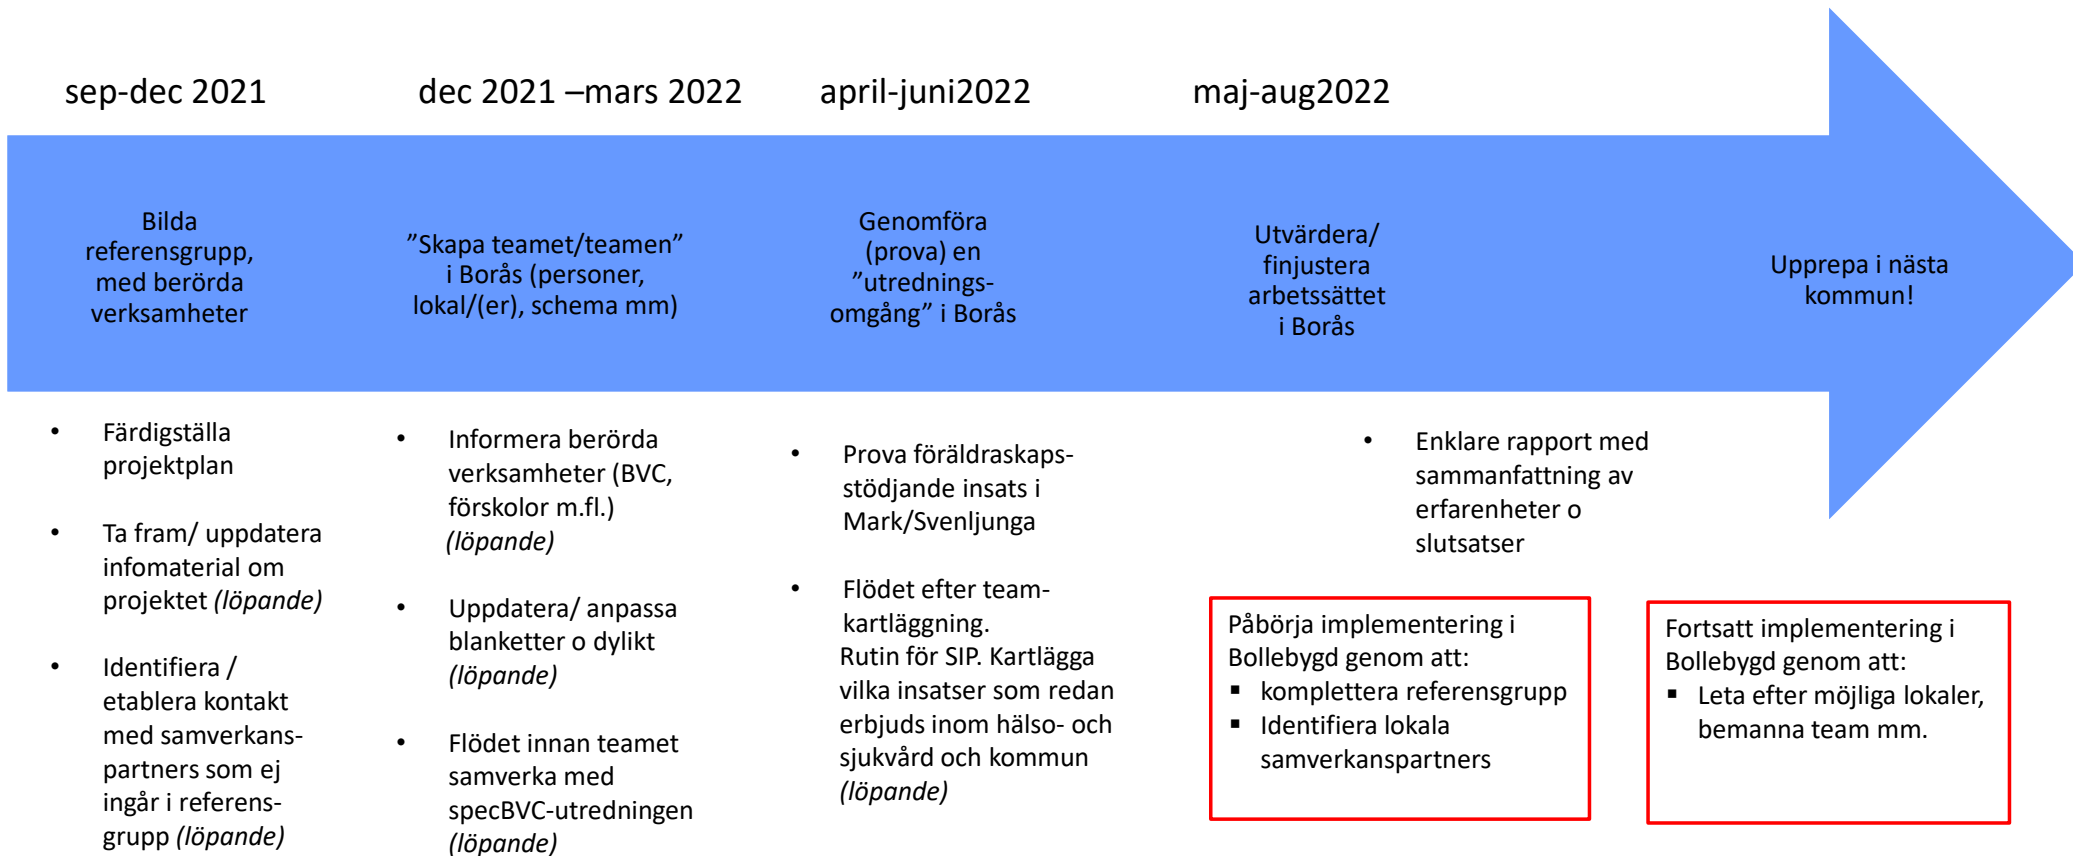 sep-dec 2021
dec 2021 –mars 2022
april-juni2022
maj-aug2022
Bilda
referensgrupp,
med berörda
verksamheter
”Skapa teamet/teamen”
i Borås (personer,
lokal/(er), schema mm)
Genomföra
(prova) en
”utrednings-
omgång” i Borås
Utvärdera/
finjustera
arbetssättet
i Borås
Upprepa i nästa
kommun!
• Färdigställa
projektplan
• Ta fram/ uppdatera
infomaterial om
projektet (löpande)
• Identifiera /
etablera kontakt
med samverkans-
partners som ej
ingår i referens-
grupp (löpande)
• Informera berörda
verksamheter (BVC,
förskolor m.fl.)
(löpande)
• Uppdatera/ anpassa
blanketter o dylikt
(löpande)
• Flödet innan teamet
samverka med
specBVC-utredningen
(löpande)
• Prova föräldraskaps-
stödjande insats i
Mark/Svenljunga
• Flödet efter team-
kartläggning.
Rutin för SIP. Kartlägga
vilka insatser som redan
erbjuds inom hälso- och
sjukvård och kommun
(löpande)
• Enklare rapport med
sammanfattning av
erfarenheter o
slutsatser
Påbörja implementering i
Bollebygd genom att:
▪ komplettera referensgrupp
▪ Identifiera lokala
samverkanspartners
Fortsatt implementering i
Bollebygd genom att:
▪ Leta efter möjliga lokaler,
bemanna team mm.